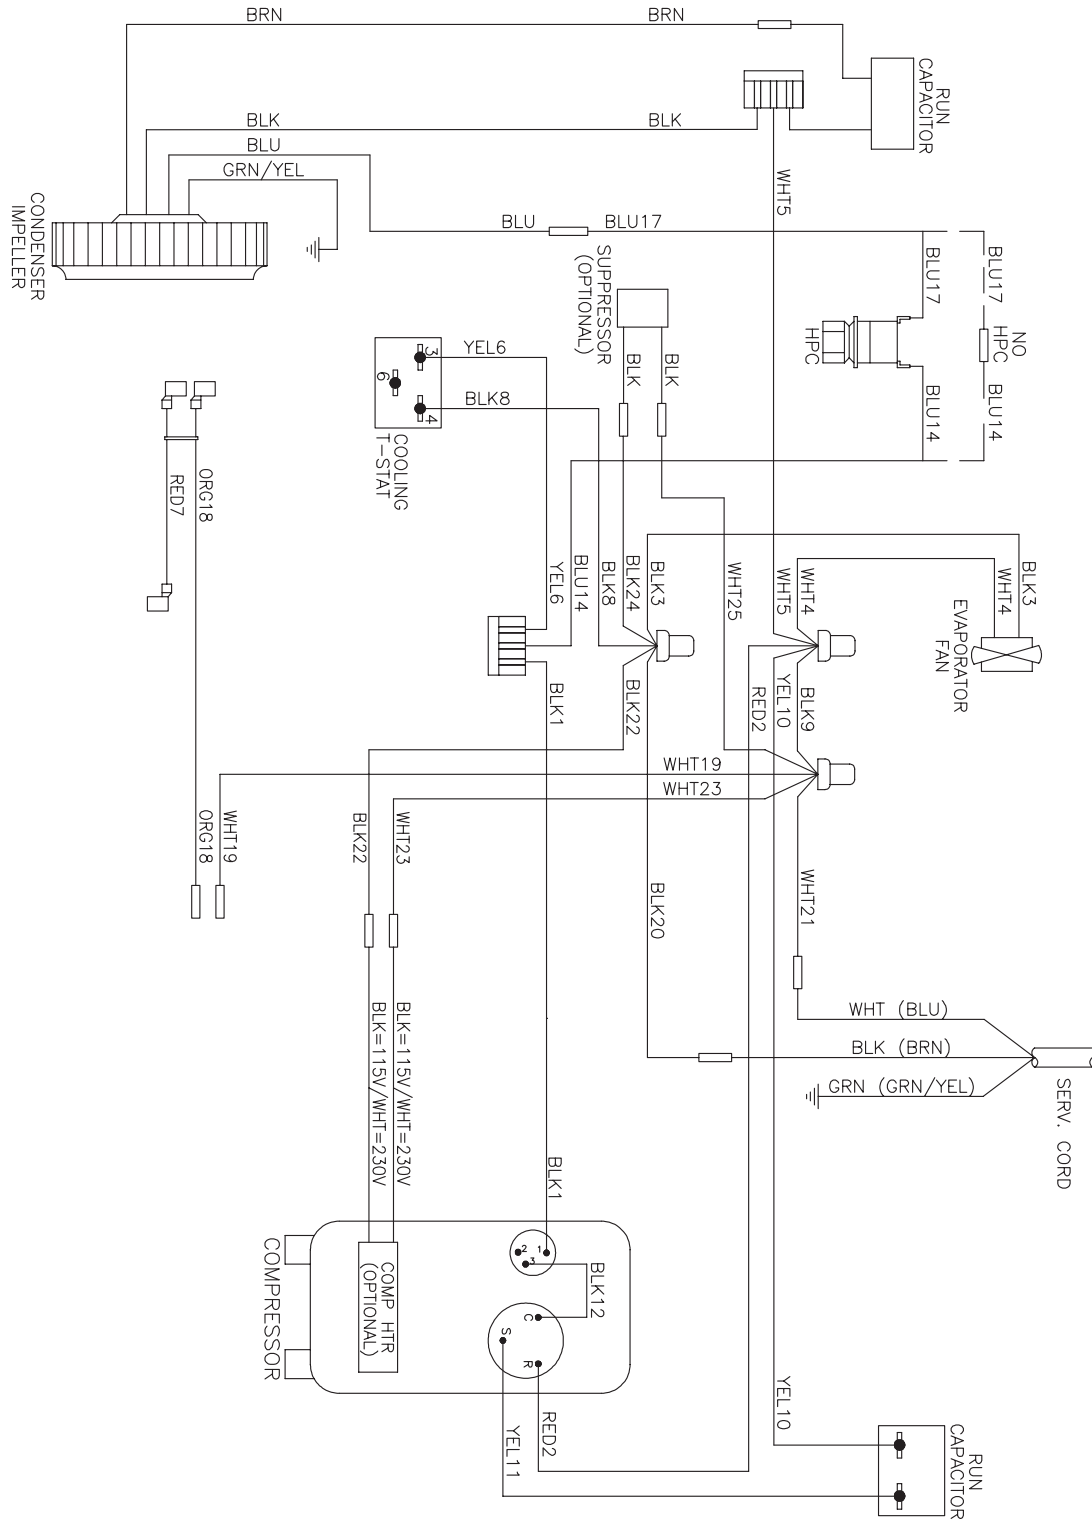 BRN
BRN
RUN
CAPACITOR
BLK
BLK
BLU
GRN/YEL
WHT5
CONDENSER
IMPELLER
BLU
BLU17
SUPPRESSOR
(OPTIONAL)
BLU17
BLU17
NO
HPC
HPC
BLU14
BLU14
3
6
4
YEL6
BLK8
COOLING
T-STAT
BLK
BLK
RED7
ORG18
YEL6
BLU14
BLK8
BLK24
BLK3
WHT25
WHT5
WHT4
WHT4
BLK3
EVAPORATOR
FAN
BLK1
BLK22
RED2
YEL10
BLK9
WHT19
WHT23
ORG18
WHT19
BLK22
WHT23
BLK20
WHT21
WHT (BLU)
BLK (BRN)
GRN (GRN/YEL)
SERV. CORD
BLK=115V/WHT=230V
BLK=115V/WHT=230V
BLK1
COMPRESSOR
COMP HTR
(OPTIONAL)
2
1
3
BLK12
C
S
R
YEL11
RED2
YEL10
RUN
CAPACITOR